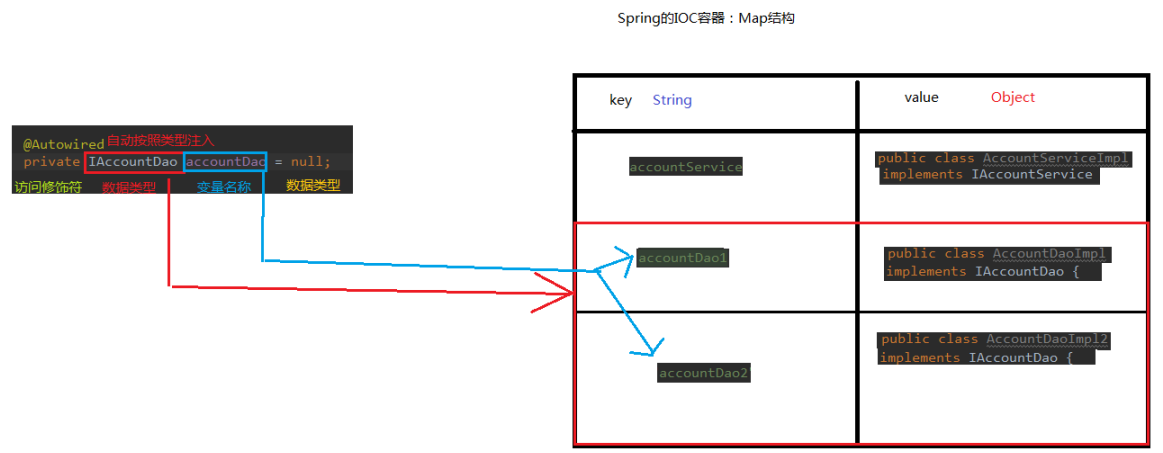 Spring的IOC容器：Map结构
key String
value Object
@Autowired 自动按照类型注入
private IAccountDao accountDao = null;
访问修饰符 数据类型 变量名称 数据类型
accountService
public class AccountServiceImpl
implements IAccountService
accountDao1
public class AccountDaoImpl
implements IAccountDao {
accountDao2
public class AccountDaoImpl2
implements IAccountDao {